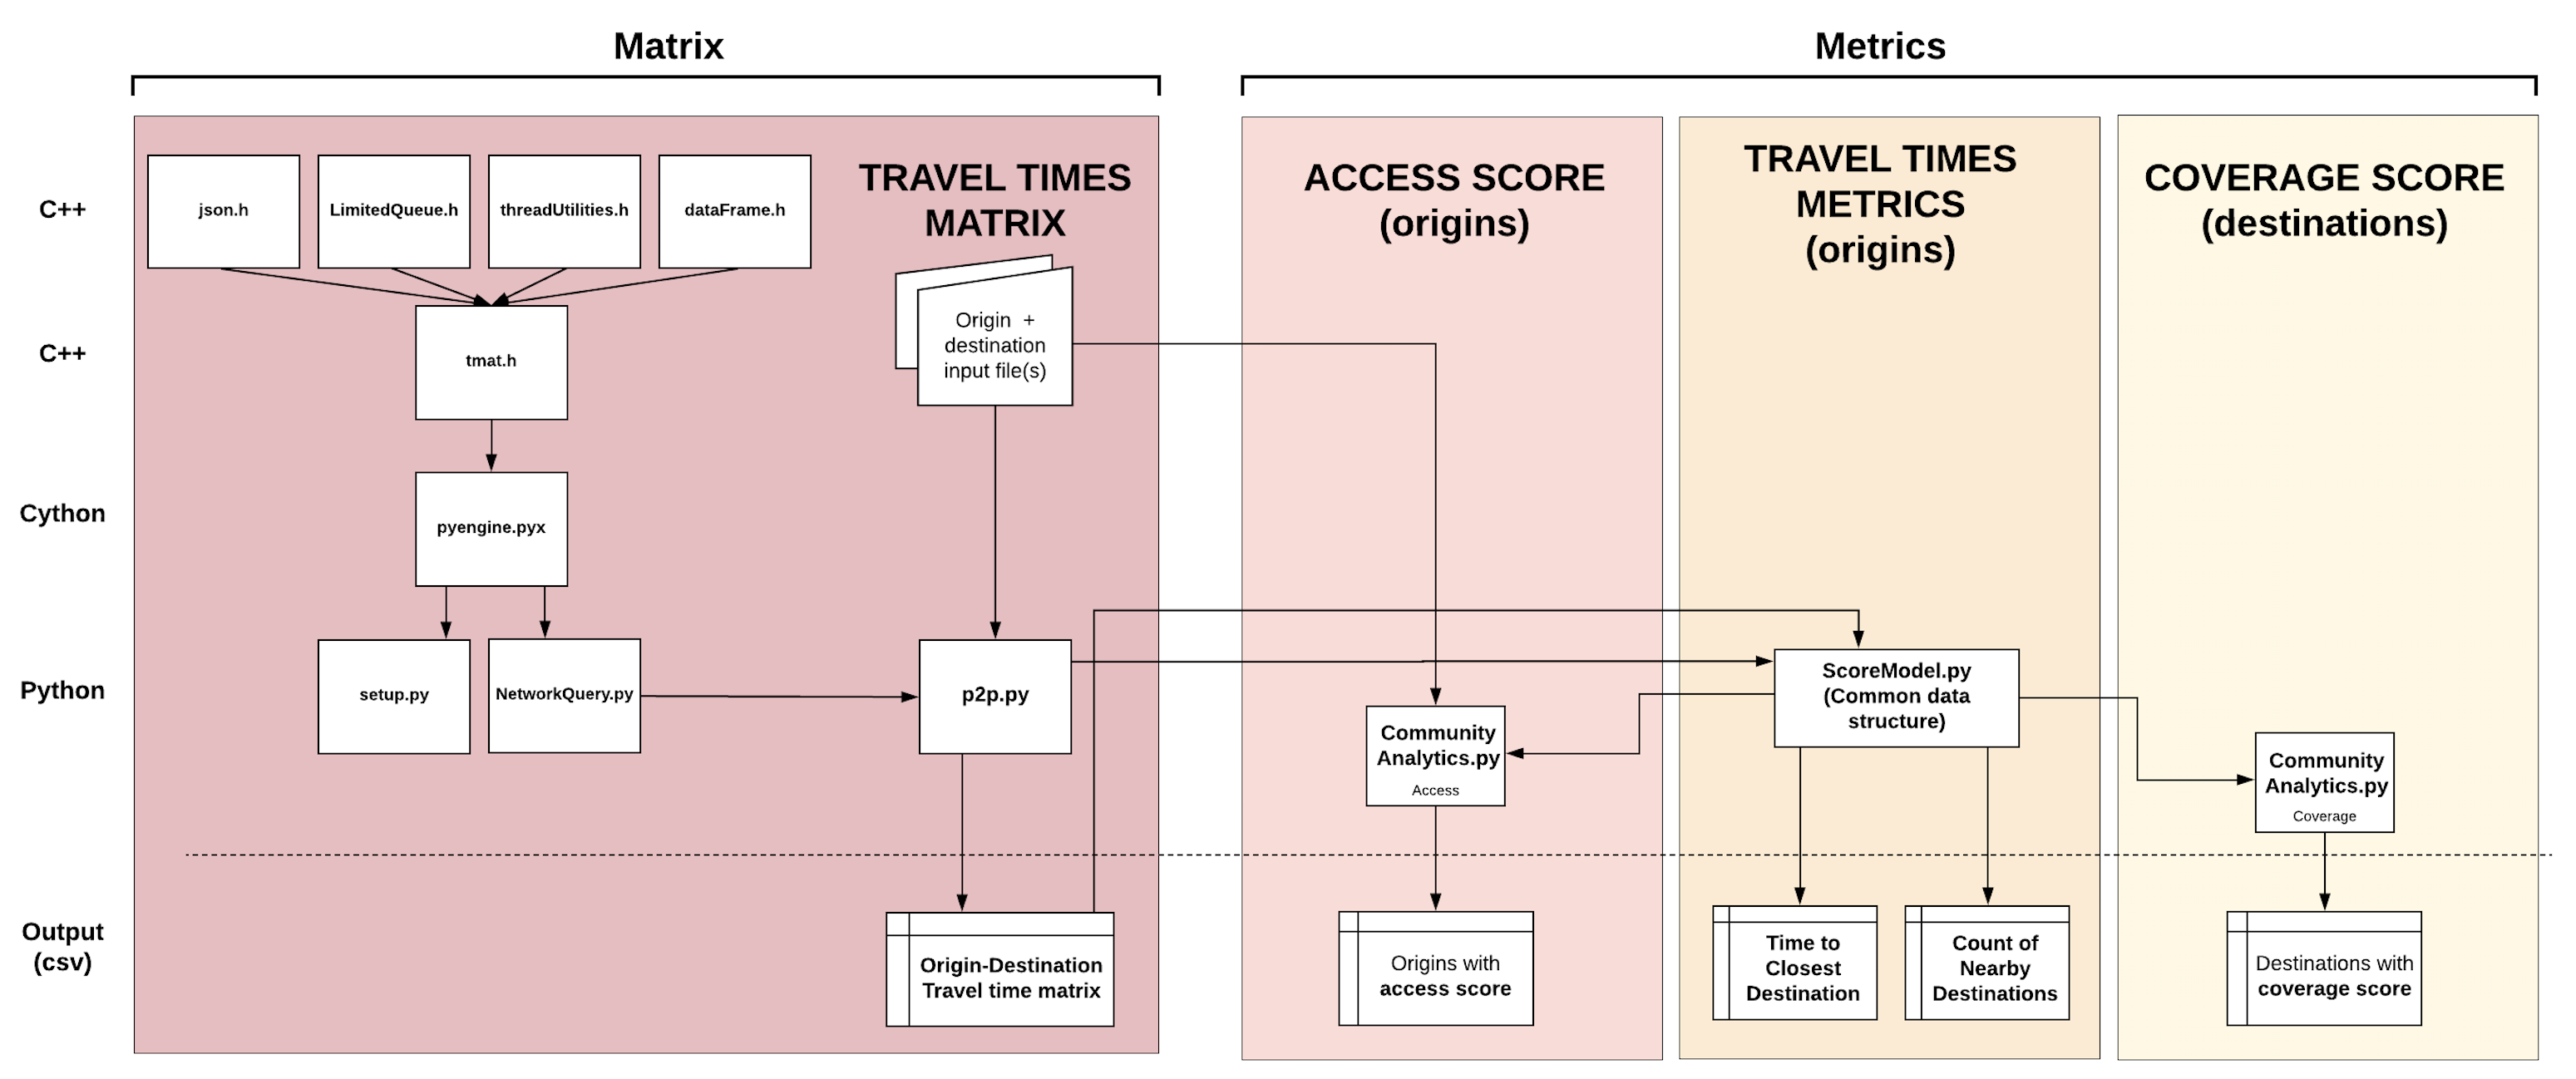 Matrix
Metrics
C++
json.h
LimitedQueue.h
threadUtilities.h
dataFrame.h
TRAVEL TIMES
MATRIX
ACCESS SCORE
(origins)
TRAVEL TIMES
METRICS
(origins)
COVERAGE SCORE
(destinations)
C++
tmat.h
Origin +
destination
input file(s)
Cython
pyengine.pyx
Python
setup.py
NetworkQuery.py
p2p.py
Community
Analytics.py
Access
ScoreModel.py
(Common data
structure)
Community
Analytics.py
Coverage
Output
(csv)
Origin-Destination
Travel time matrix
Origins with
access score
Time to
Closest
Destination
Count of
Nearby
Destinations
Destinations with
coverage score